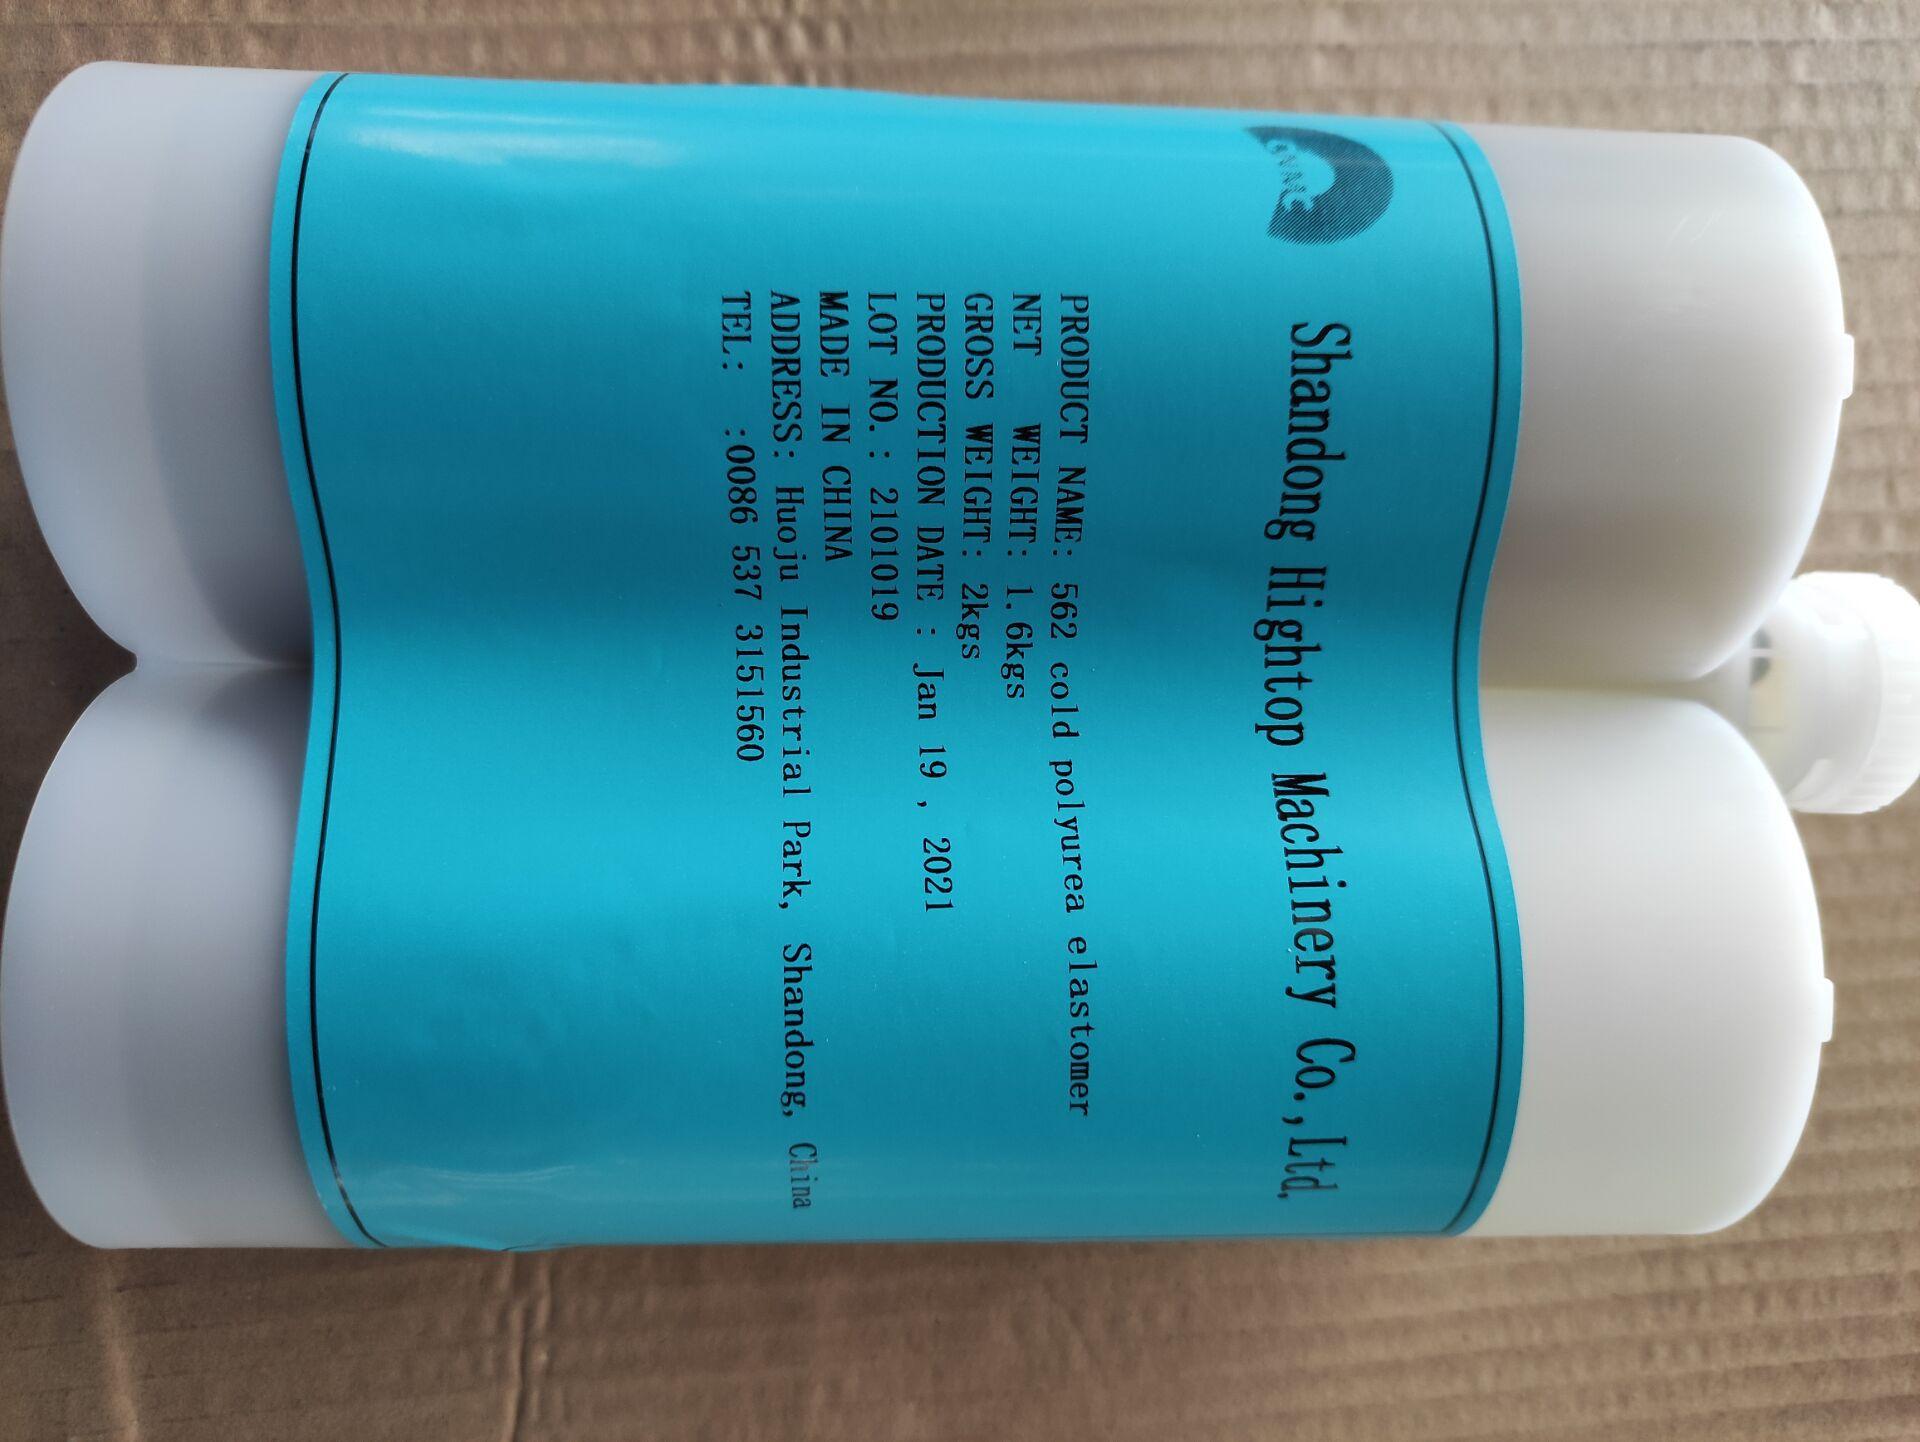 Shandong Hightop Machinery Co.,Ltd.
PRODUCT NAME: 562 cold polyurea elastomer
NET WEIGHT: 1.6kgs
GROSS WEIGHT: 2kgs
PRODUCTION DATE : Jan 19 , 2021
LOT NO.: 2101019
MADE IN CHINA
ADDRESS: Huoju Industrial Park, Shandong, China
TEL: :0086 537 3151560